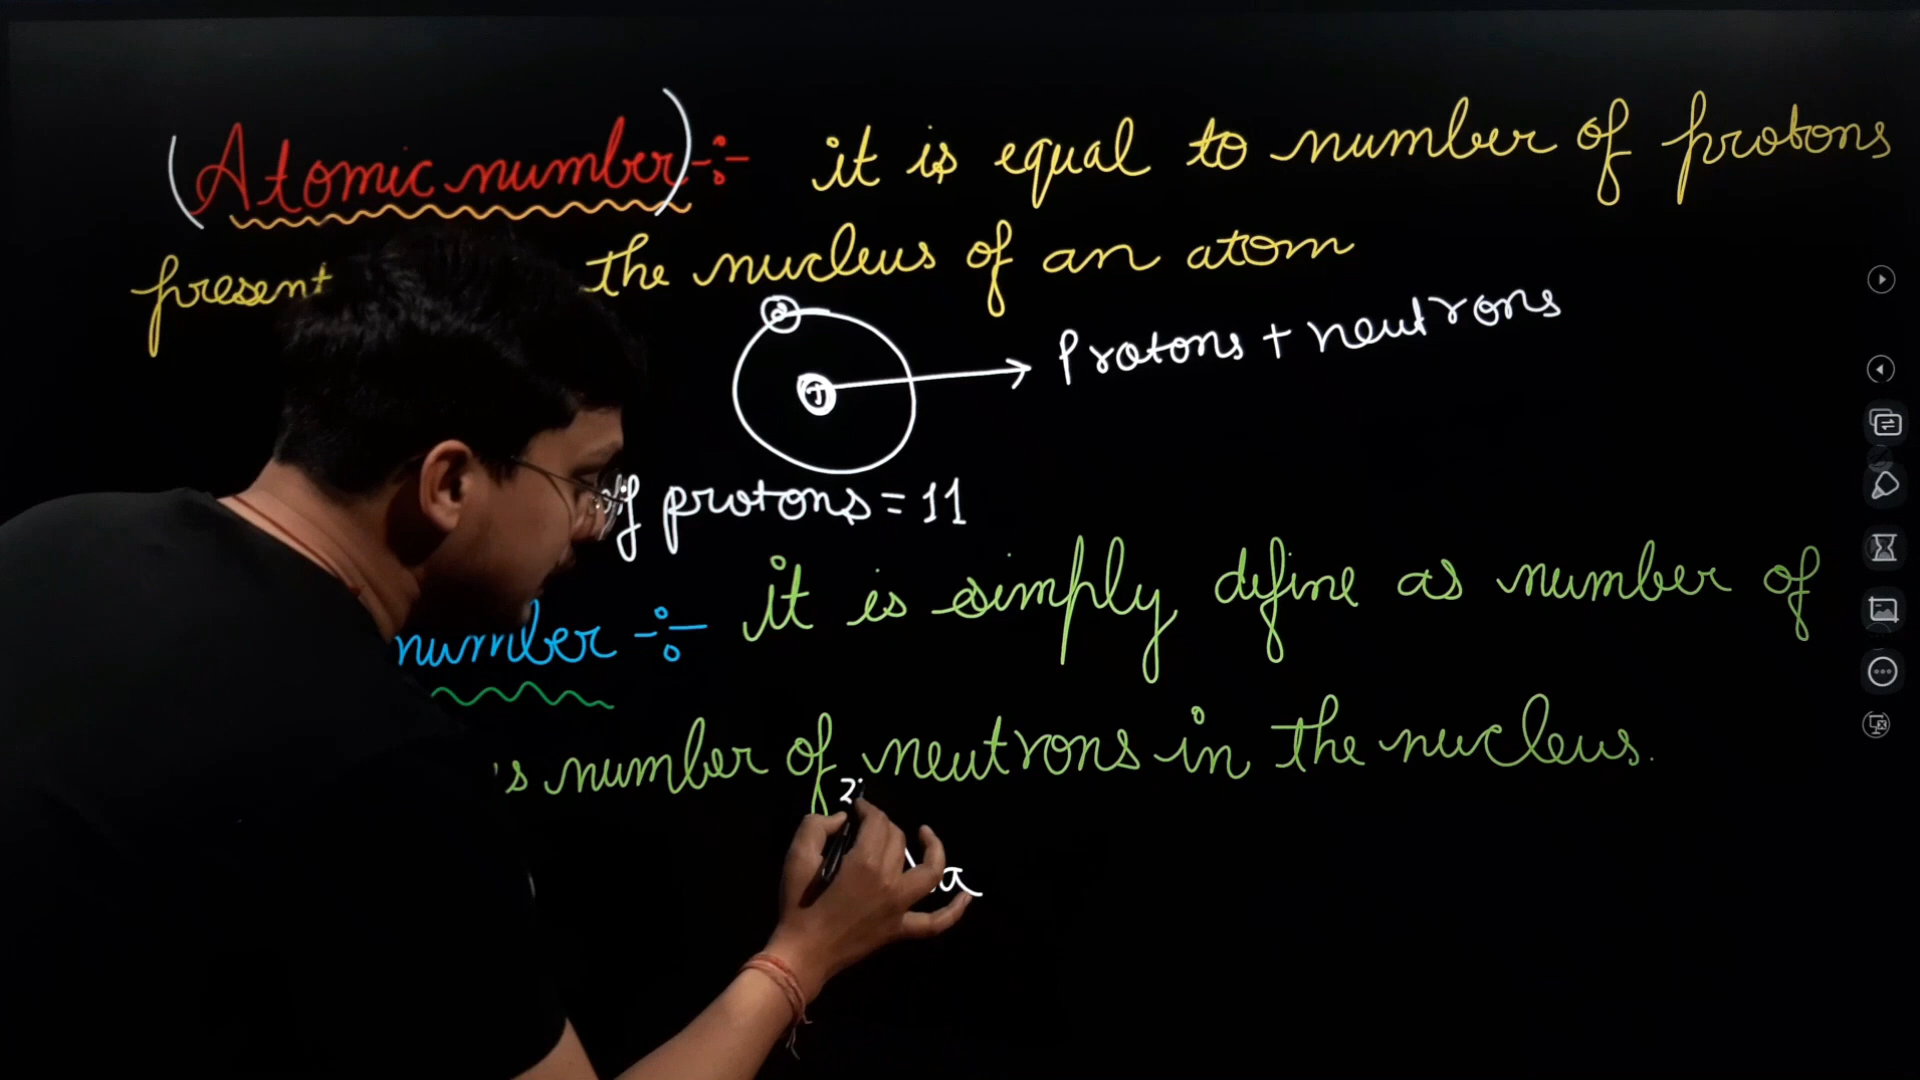 (Atomic number) ÷ it is equal to number of protons
present the nucleus of an atom
Protons + neutrons
of protons = 11
number ÷ it is simply define as number of
number of neutrons in the nucleus.